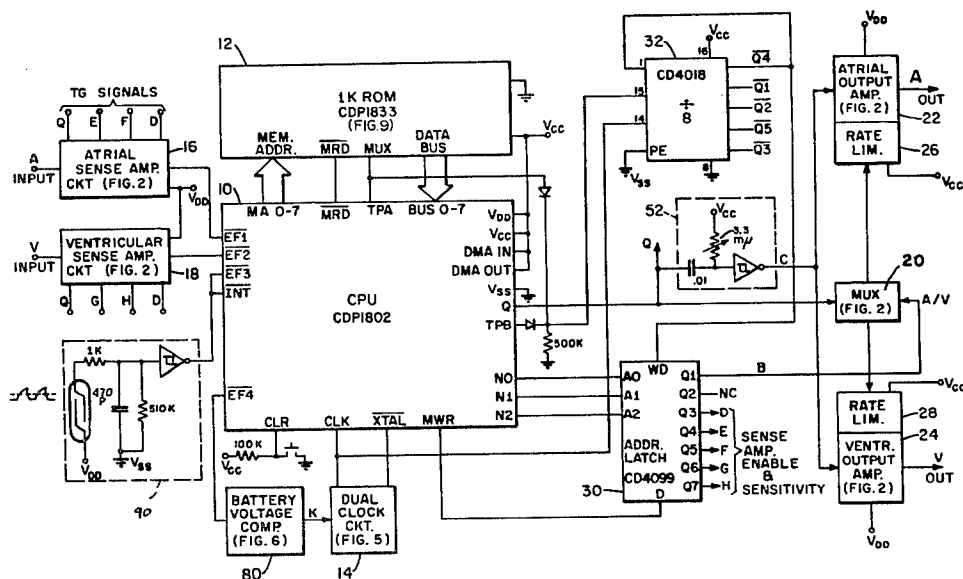 TG SIGNALS
Q E F D
A
INPUT
ATRIAL
SENSE AMP.
CKT (FIG. 2)
16
VDD
V
INPUT
VENTRICULAR
SENSE AMP.
CKT (FIG. 2)
18
Q G H D
12
1K ROM
CDP1833
(FIG. 9)
MEM.
ADDR.
MRD
MUX
DATA
BUS
VCC
10
MA 0-7
MRD
TPA
BUS 0-7
EF1
EF2
EF3
INT
EF4
CPU
CDP1802
VDD
VCC
DMA IN
DMA OUT
VSS
Q
TPB
500K
N0
N1
N2
CLR
CLK
XTAL
MWR
1K
470
P
510K
VSS
VDD
90
100K
VCC
BATTERY
VOLTAGE
COMP.
(FIG. 6)
80
K
DUAL
CLOCK
CKT.
(FIG. 5)
14
32
VCC
16
1
15
14
CD4018
÷
8
PE
VSS
8
Q4
Q1
Q2
Q5
Q3
52
Q
VCC
3.3
mμ
.01
C
WD
A0
A1
A2
ADDR.
LATCH
CD4099
D
30
Q1
Q2
Q3
Q4
Q5
Q6
Q7
B
NC
D
E
F
G
H
SENSE
AMP.
ENABLE
&
SENSITIVITY
VDD
ATRIAL
OUTPUT
AMP.
(FIG. 2)
22
A
OUT
RATE
LIM.
26
VCC
20
MUX
(FIG. 2)
A/V
VCC
RATE
LIM.
28
24
VENTR.
OUTPUT
AMP.
(FIG. 2)
V
OUT
VDD